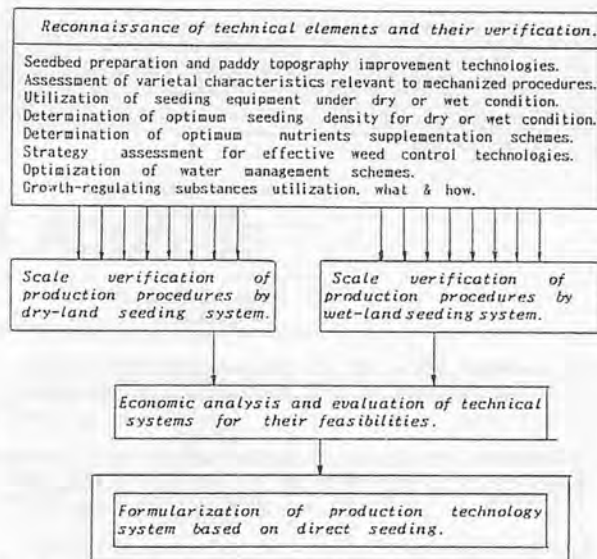 Reconnaissance of technical elements and their verification.
Seedbed preparation and paddy topography improvement technologies.
Assessment of varietal characteristics relevant to mechanized procedures.
Utilization of seeding equipment under dry or wet condition.
Determination of optimum seeding density for dry or wet condition.
Determination of optimum nutrients supplementation schemes.
Strategy assessment for effective weed control technologies.
Optimization of water management schemes.
Growth-regulating substances utilization, what & how.
Scale verification of
production procedures by
dry-land seeding system.
Scale verification of
production procedures by
wet-land seeding system.
Economic analysis and evaluation of technical
systems for their feasibilities.
Formularization of production technology
system based on direct seeding.